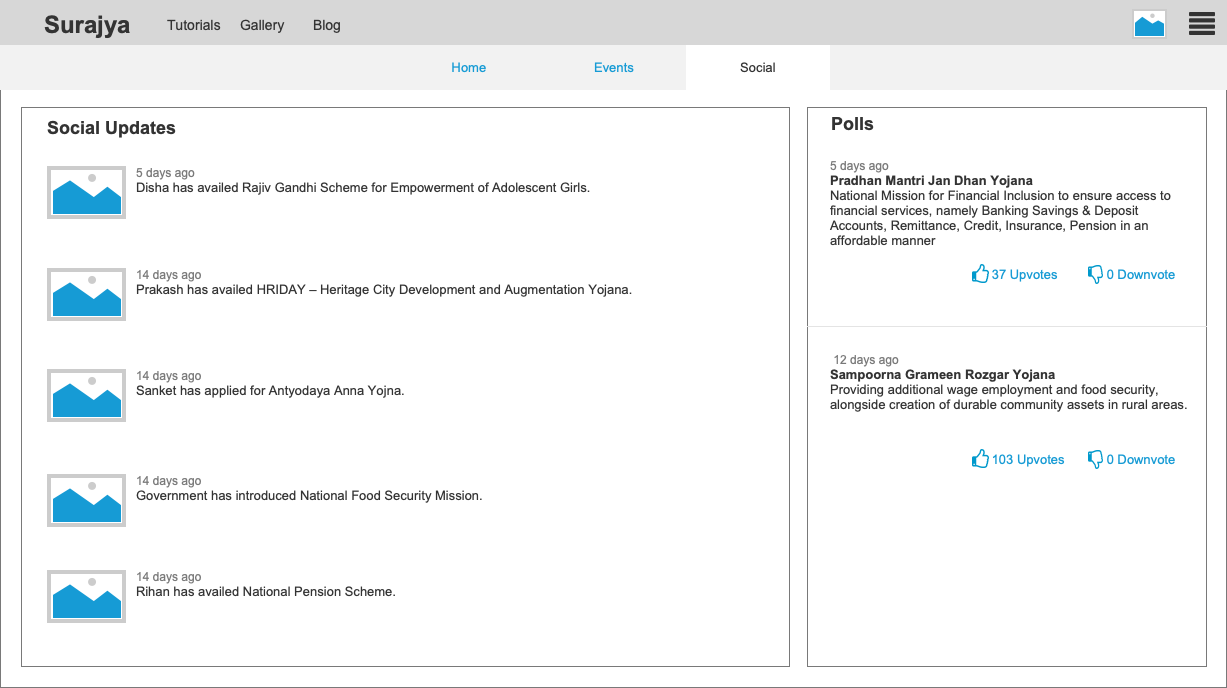 Surajya
Tutorials
Gallery
Blog
Home
Events
Social
Social Updates
5 days ago
Disha has availed Rajiv Gandhi Scheme for Empowerment of Adolescent Girls.
14 days ago
Prakash has availed HRIDAY – Heritage City Development and Augmentation Yojana.
14 days ago
Sanket has applied for Antyodaya Anna Yojna.
14 days ago
Government has introduced National Food Security Mission.
14 days ago
Rihan has availed National Pension Scheme.
Polls
5 days ago
Pradhan Mantri Jan Dhan Yojana
National Mission for Financial Inclusion to ensure access to
financial services, namely Banking Savings & Deposit
Accounts, Remittance, Credit, Insurance, Pension in an
affordable manner
37 Upvotes
0 Downvote
12 days ago
Sampoorna Grameen Rozgar Yojana
Providing additional wage employment and food security,
alongside creation of durable community assets in rural areas.
103 Upvotes
0 Downvote